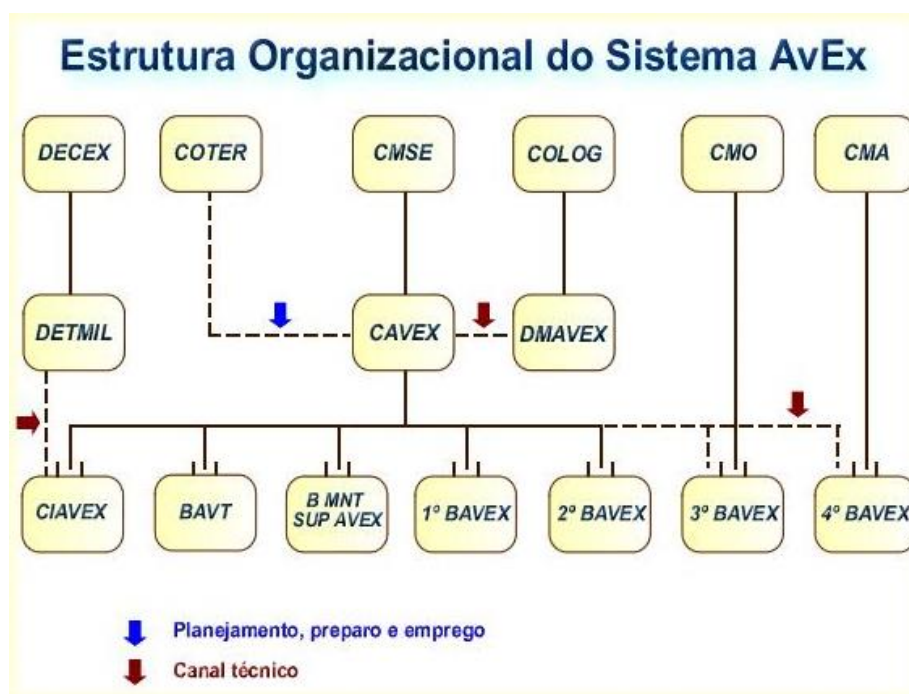 Estrutura Organizacional do Sistema AvEx
DECEX
COTER
CMSE
COLOG
CMO
CMA
DETMIL
CAVEX
DMAVEX
CIAVEX
BAVT
B MNT
SUP AVEX
1º BAVEX
2º BAVEX
3º BAVEX
4º BAVEX
Planejamento, preparo e emprego
Canal técnico